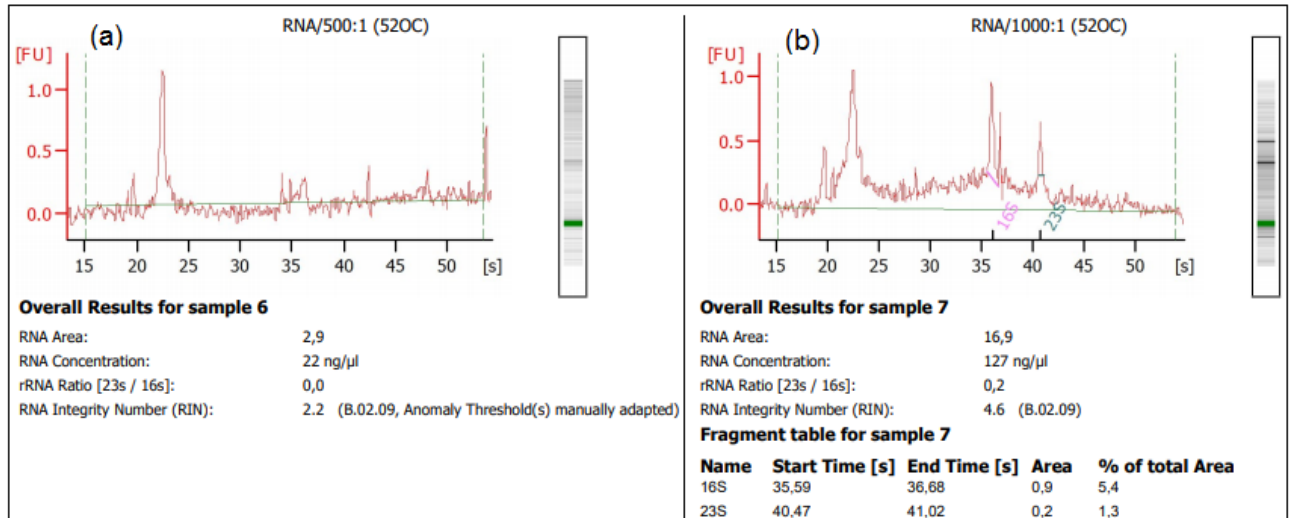 (a)
RNA/500:1 (52OC)
[FU]
1.0
0.5
0.0
15 20 25 30 35 40 45 50 [s]
Overall Results for sample 6
RNA Area: 2,9
RNA Concentration: 22 ng/µl
rRNA Ratio [23s / 16s]: 0,0
RNA Integrity Number (RIN): 2.2 (B.02.09, Anomaly Threshold(s) manually adapted)
(b)
RNA/1000:1 (52OC)
[FU]
1.0
0.5
0.0
16S
23S
15 20 25 30 35 40 45 50 [s]
Overall Results for sample 7
RNA Area: 16,9
RNA Concentration: 127 ng/µl
rRNA Ratio [23s / 16s]: 0,2
RNA Integrity Number (RIN): 4.6 (B.02.09)
Fragment table for sample 7
Name Start Time [s] End Time [s] Area % of total Area
16S 35,59 36,68 0,9 5,4
23S 40,47 41,02 0,2 1,3